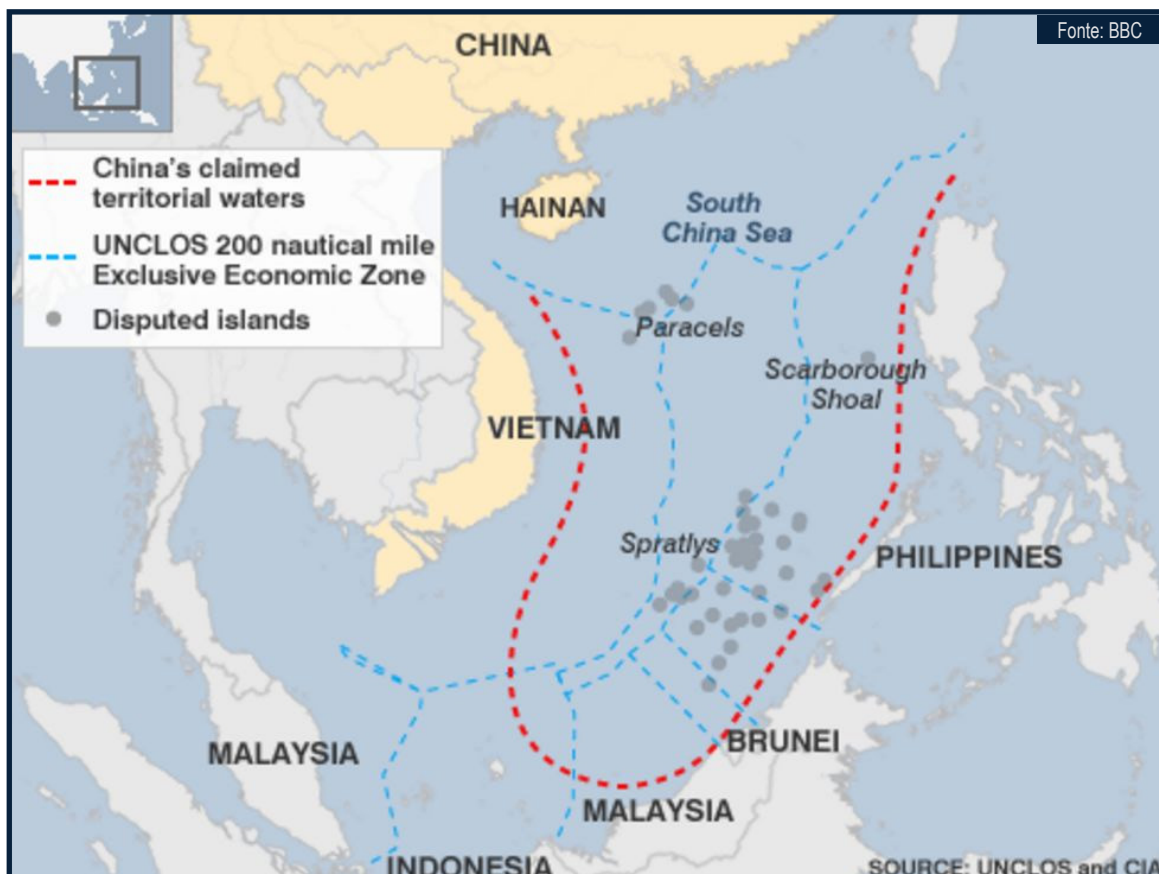 Fonte: BBC
CHINA
China's claimed
territorial waters
UNCLOS 200 nautical mile
Exclusive Economic Zone
Disputed islands
HAINAN
South
China Sea
Paracels
Scarborough
Shoal
VIETNAM
Spratlys
PHILIPPINES
MALAYSIA
BRUNEI
MALAYSIA
INDONESIA
SOURCE: UNCLOS and CIA